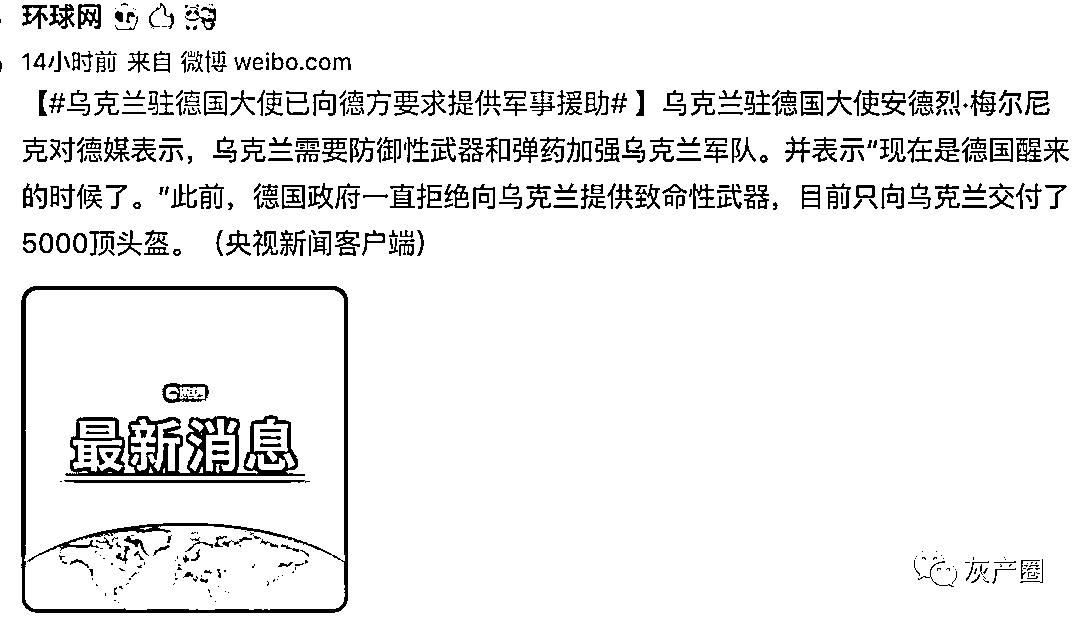 环球网
14小时前 来自 微博 weibo.com
【#乌克兰驻德国大使已向德方要求提供军事援助# 】乌克兰驻德国大使安德烈·梅尔尼
克对德媒表示，乌克兰需要防御性武器和弹药加强乌克兰军队。并表示“现在是德国醒来
的时候了。”此前，德国政府一直拒绝向乌克兰提供致命性武器，目前只向乌克兰交付了
5000顶头盔。（央视新闻客户端）
最新消息
灰产圈